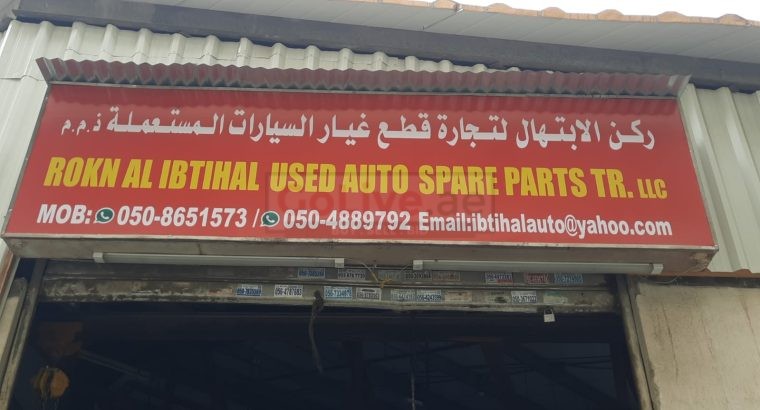 ركن الابتهال لتجارة قطع غيار السيارات المستعملة ذ.م.م
ROKN AL IBTIHAL USED AUTO SPARE PARTS TR. LLC
MOB: 050-8651573 / 050-4889792 Email:ibtihalauto@yahoo.com